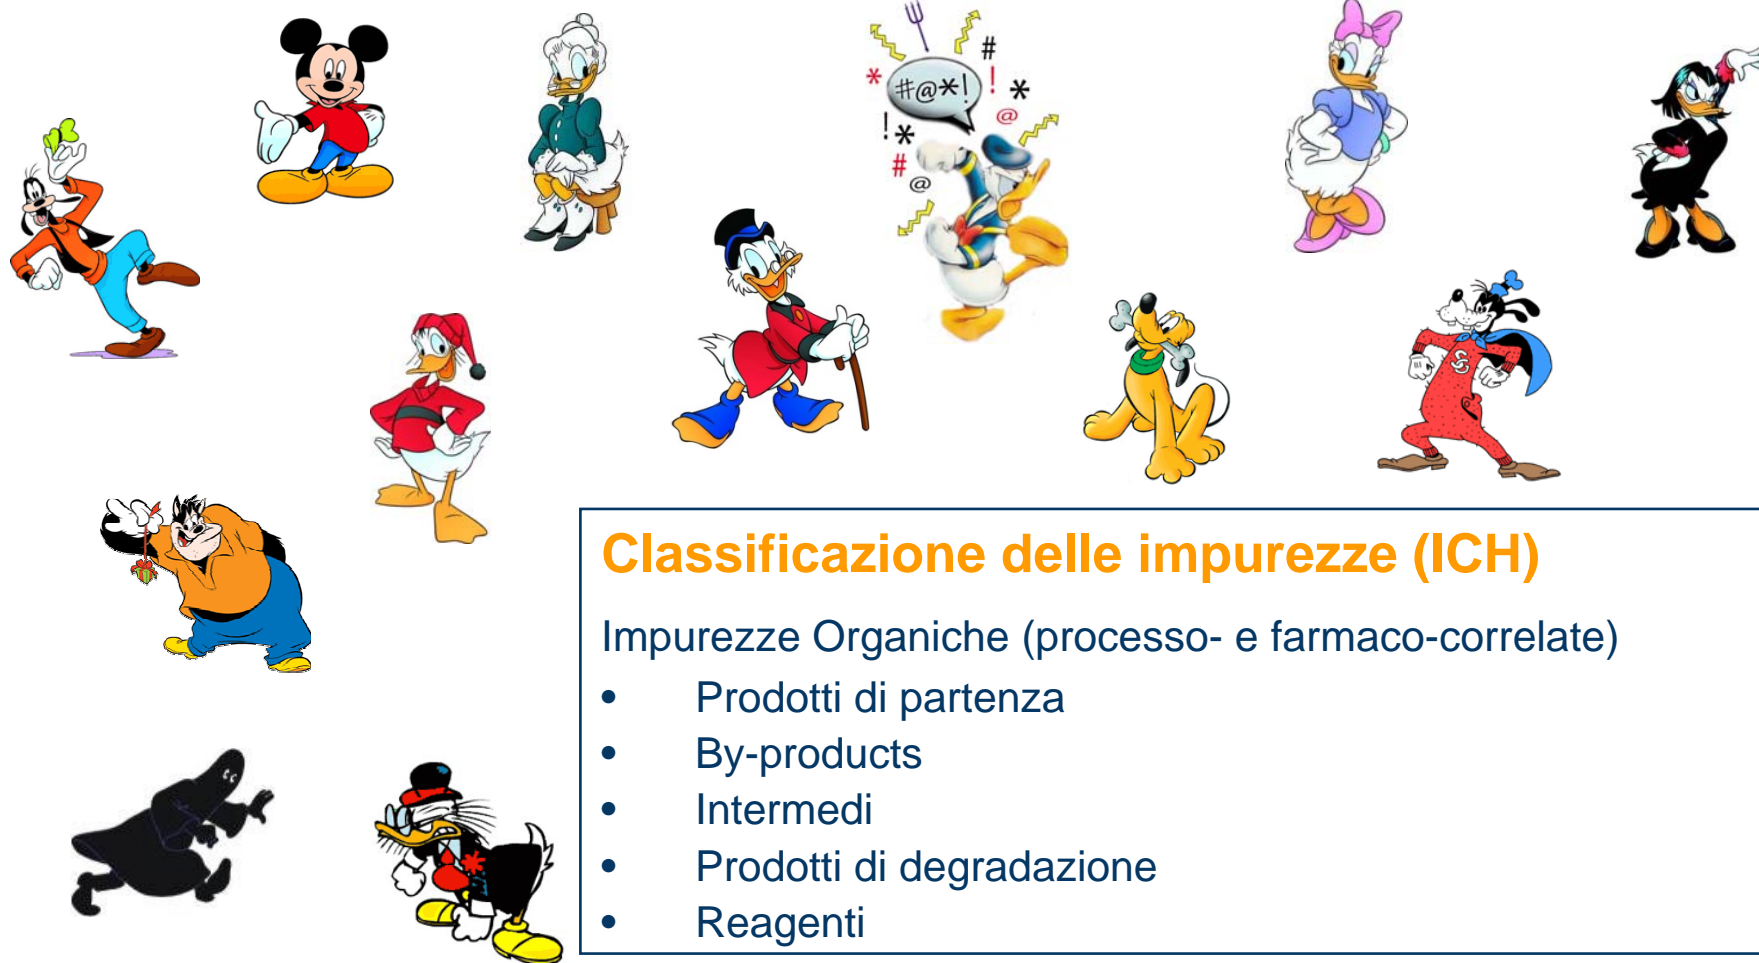 #@*!
Classificazione delle impurezze (ICH)
Impurezze Organiche (processo- e farmaco-correlate)
• Prodotti di partenza
• By-products
• Intermedi
• Prodotti di degradazione
• Reagenti